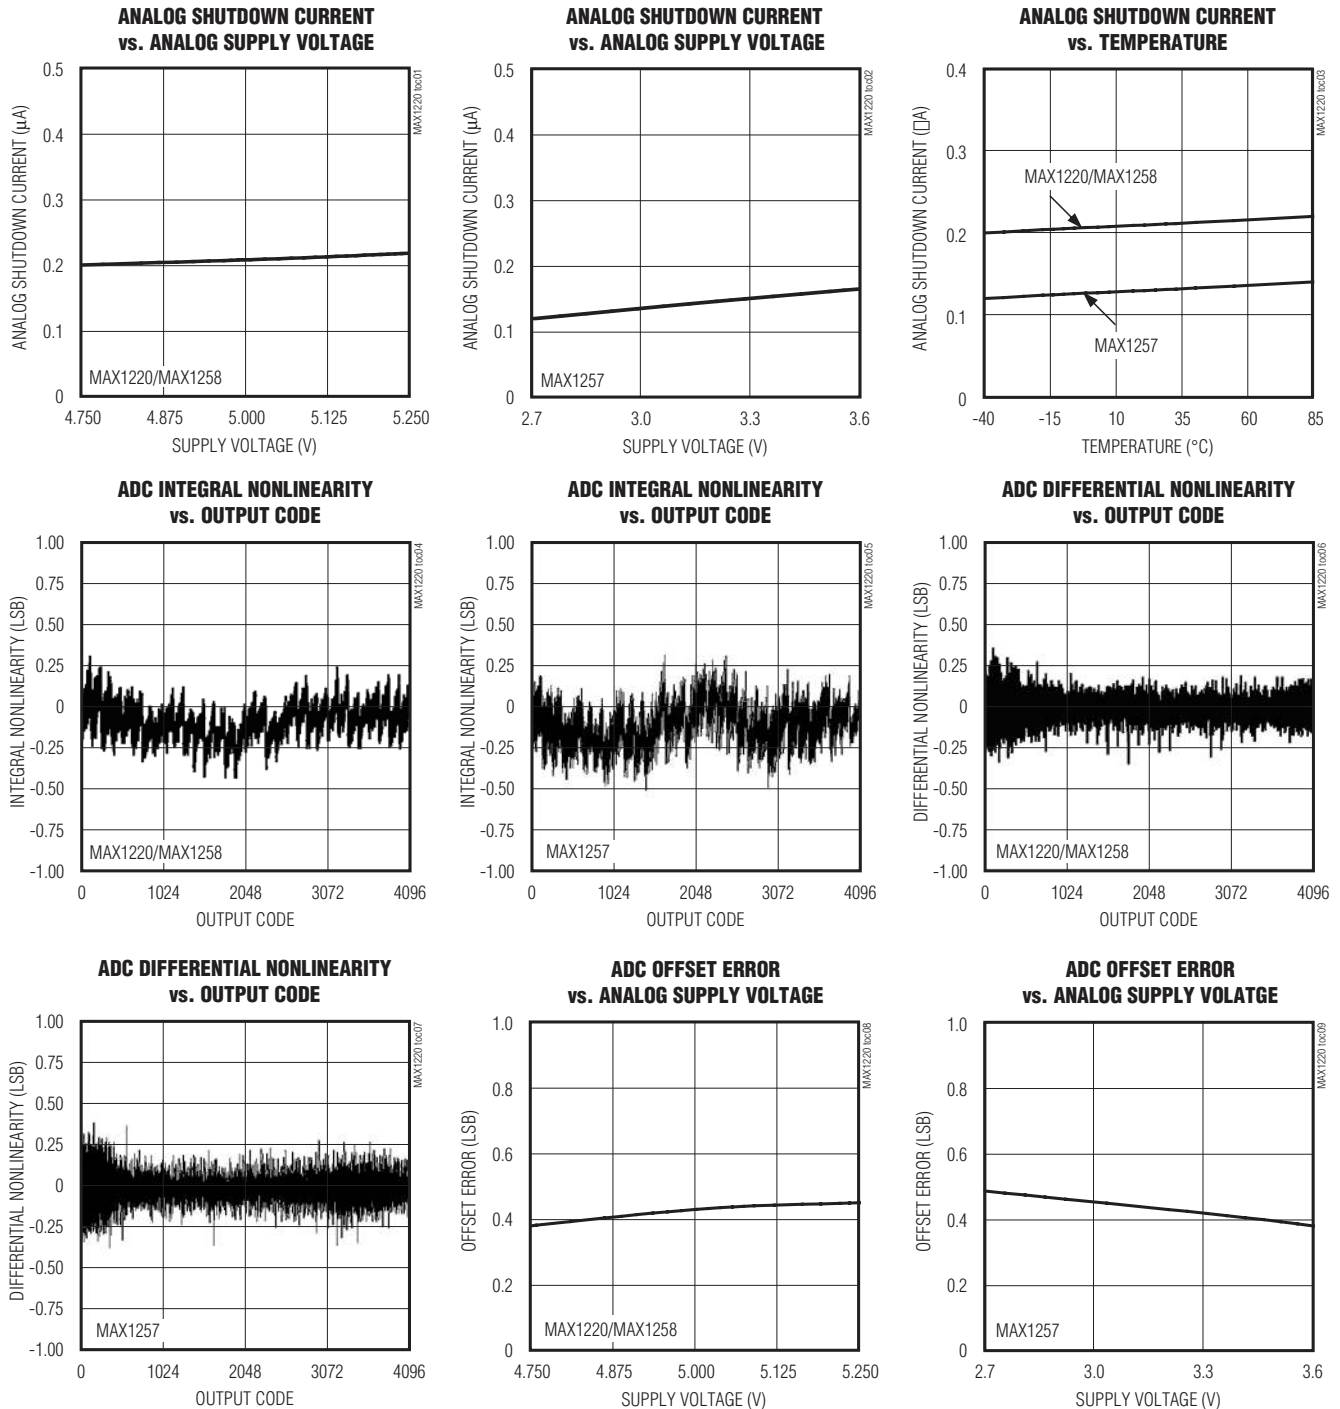 ANALOG SHUTDOWN CURRENT
vs. ANALOG SUPPLY VOLTAGE
MAX1220 toc01
ANALOG SHUTDOWN CURRENT (µA)
0.5
0.4
0.3
0.2
0.1
0
MAX1220/MAX1258
4.750 4.875 5.000 5.125 5.250
SUPPLY VOLTAGE (V)
ANALOG SHUTDOWN CURRENT
vs. ANALOG SUPPLY VOLTAGE
MAX1220 toc02
ANALOG SHUTDOWN CURRENT (µA)
0.5
0.4
0.3
0.2
0.1
0
MAX1257
2.7 3.0 3.3 3.6
SUPPLY VOLTAGE (V)
ANALOG SHUTDOWN CURRENT
vs. TEMPERATURE
MAX1220 toc03
ANALOG SHUTDOWN CURRENT (□A)
0.4
0.3
0.2
0.1
0
MAX1220/MAX1258
MAX1257
-40 -15 10 35 60 85
TEMPERATURE (°C)
ADC INTEGRAL NONLINEARITY
vs. OUTPUT CODE
MAX1220 toc04
INTEGRAL NONLINEARITY (LSB)
1.00
0.75
0.50
0.25
0
-0.25
-0.50
-0.75
-1.00
MAX1220/MAX1258
0 1024 2048 3072 4096
OUTPUT CODE
ADC INTEGRAL NONLINEARITY
vs. OUTPUT CODE
MAX1220 toc05
INTEGRAL NONLINEARITY (LSB)
1.00
0.75
0.50
0.25
0
-0.25
-0.50
-0.75
-1.00
MAX1257
0 1024 2048 3072 4096
OUTPUT CODE
ADC DIFFERENTIAL NONLINEARITY
vs. OUTPUT CODE
MAX1220 toc06
DIFFERENTIAL NONLINEARITY (LSB)
1.00
0.75
0.50
0.25
0
-0.25
-0.50
-0.75
-1.00
MAX1220/MAX1258
0 1024 2048 3072 4096
OUTPUT CODE
ADC DIFFERENTIAL NONLINEARITY
vs. OUTPUT CODE
MAX1220 toc07
DIFFERENTIAL NONLINEARITY (LSB)
1.00
0.75
0.50
0.25
0
-0.25
-0.50
-0.75
-1.00
MAX1257
0 1024 2048 3072 4096
OUTPUT CODE
ADC OFFSET ERROR
vs. ANALOG SUPPLY VOLTAGE
MAX1220 toc08
OFFSET ERROR (LSB)
1.0
0.8
0.6
0.4
0.2
0
MAX1220/MAX1258
4.750 4.875 5.000 5.125 5.250
SUPPLY VOLTAGE (V)
ADC OFFSET ERROR
vs. ANALOG SUPPLY VOLATGE
MAX1220 toc09
OFFSET ERROR (LSB)
1.0
0.8
0.6
0.4
0.2
0
MAX1257
2.7 3.0 3.3 3.6
SUPPLY VOLTAGE (V)